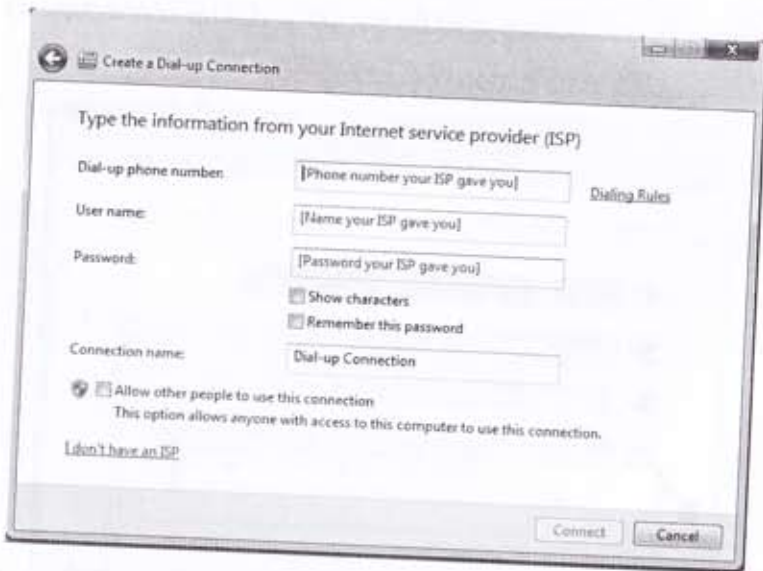 Create a Dial-up Connection
Type the information from your Internet service provider (ISP)
Dial-up phone number: [Phone number your ISP gave you] Dialing Rules
User name: [Name your ISP gave you]
Password: [Password your ISP gave you]
Show characters
Remember this password
Connection name: Dial-up Connection
Allow other people to use this connection
This option allows anyone with access to this computer to use this connection.
I don't have an ISP
Connect Cancel